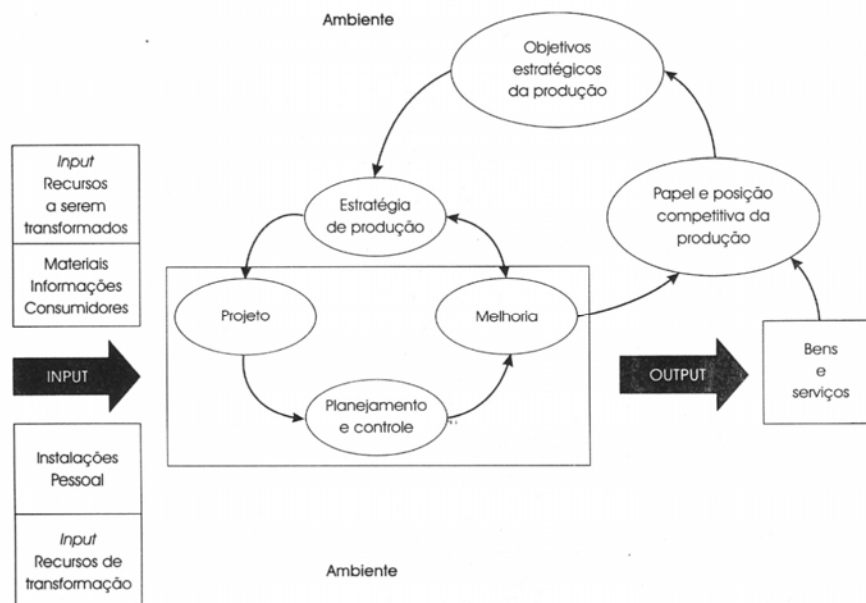 Ambiente
Objetivos
estratégicos
da produção
Input
Recursos
a serem
transformados
Materiais
Informações
Consumidores
Estratégia
de produção
Papel e posição
competitiva da
produção
Projeto
Melhoria
Planejamento
e controle
INPUT
OUTPUT
Bens
e
serviços
Instalações
Pessoal
Input
Recursos de
transformação
Ambiente